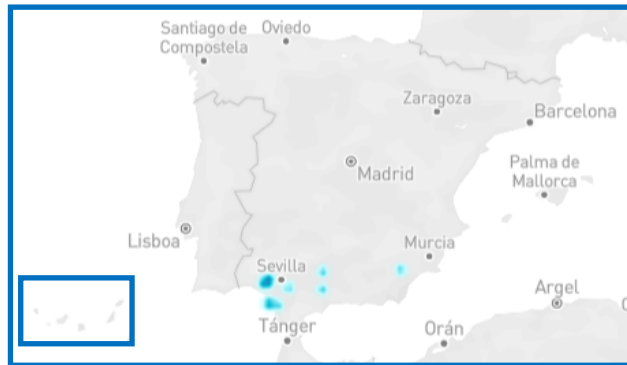 Santiago de
Compostela
Oviedo
Zaragoza
Barcelona
Madrid
Palma de
Mallorca
Lisboa
Murcia
Sevilla
Argel
Tánger
Orán